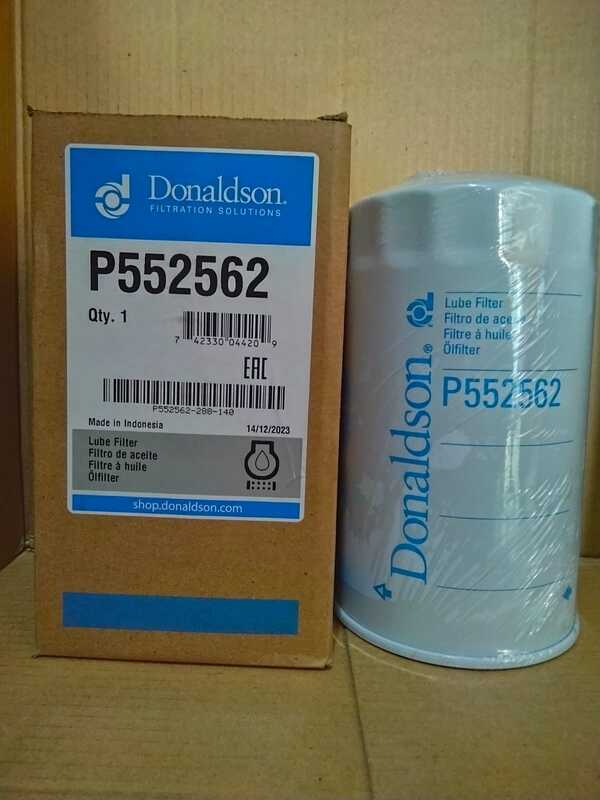 Donaldson®
FILTRATION SOLUTIONS
P552562
Qty. 1
7 42330 04420 9
EAC
P552562-288-140
Made in Indonesia
14/12/2023
Lube Filter
Filtro de aceite
Filtre à huile
Ölfilter
shop.donaldson.com
Donaldson®
Lube Filter
Filtro de aceite
Filtre à huile
Ölfilter
P552562